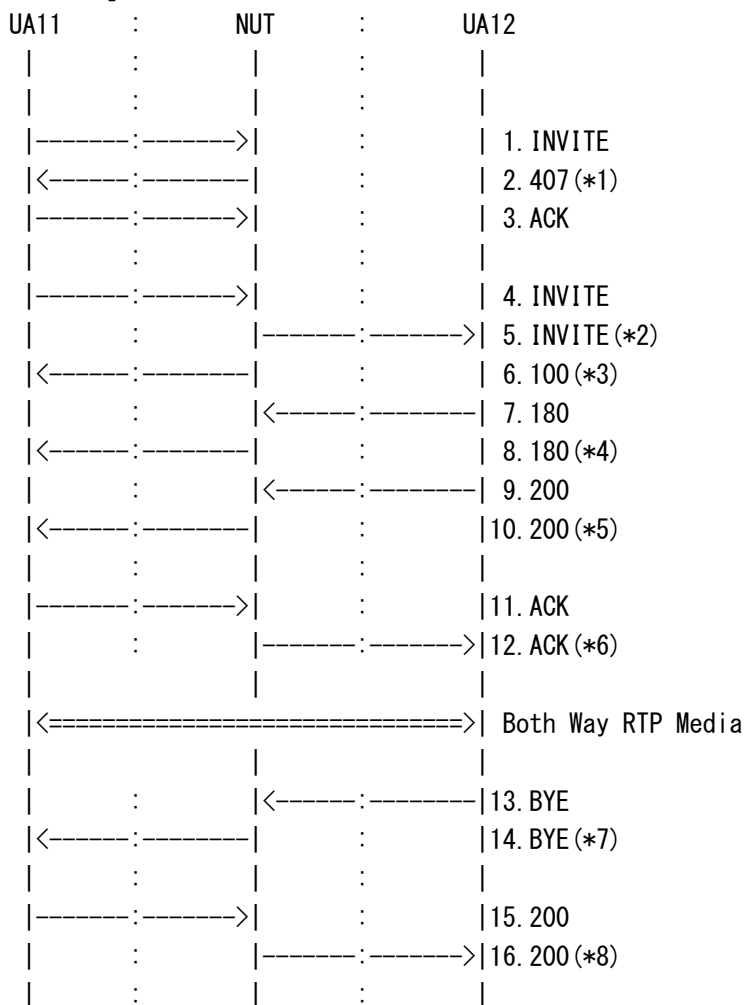 UA11 : NUT : UA12
| : | : |
| : | : |
|-------:------->| : | 1. INVITE
|<------:--------| : | 2. 407(*1)
|-------:------->| : | 3. ACK
| : | : |
|-------:------->| : | 4. INVITE
| : |-------:------->| 5. INVITE(*2)
|<------:--------| : | 6. 100(*3)
| : |<------:--------| 7. 180
|<------:--------| : | 8. 180(*4)
| : |<------:--------| 9. 200
|<------:--------| : |10. 200(*5)
| : | : |
|-------:------->| : |11. ACK
| : |-------:------->|12. ACK(*6)
| | |
|<================================>| Both Way RTP Media
| | |
| : |<------:--------|13. BYE
|<------:--------| : |14. BYE(*7)
| : | : |
|-------:------->| : |15. 200
| : |-------:------->|16. 200(*8)
| : | : |